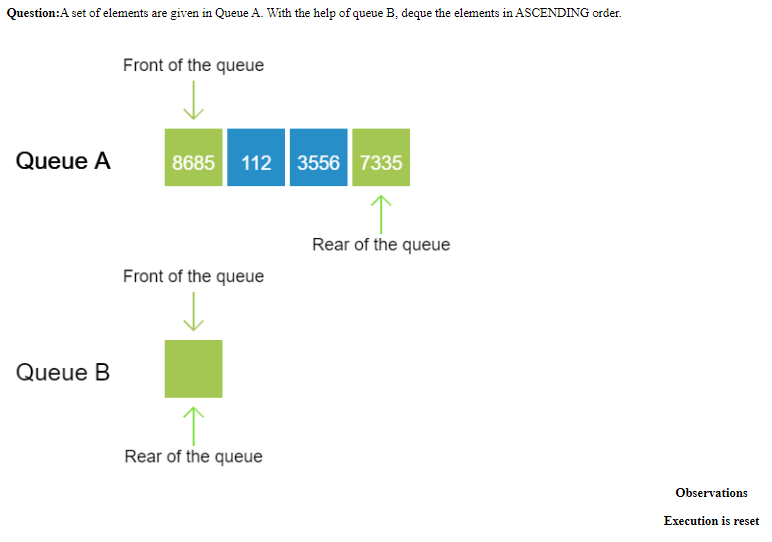 Question:A set of elements are given in Queue A. With the help of queue B, deque the elements in ASCENDING order.
Front of the queue
Queue A
8685 112 3556 7335
Rear of the queue
Front of the queue
Queue B
Rear of the queue
Observations
Execution is reset